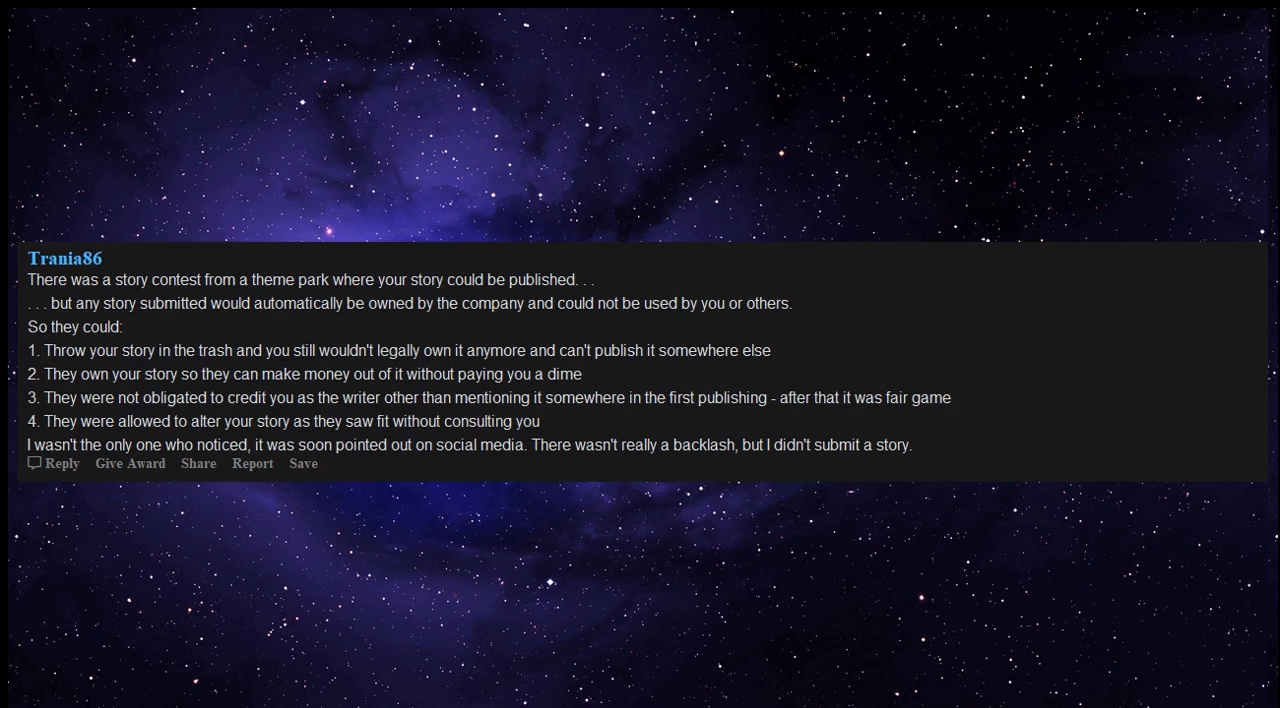 Trania86
There was a story contest from a theme park where your story could be published. . .
. . . but any story submitted would automatically be owned by the company and could not be used by you or others.
So they could:
1. Throw your story in the trash and you still wouldn't legally own it anymore and can't publish it somewhere else
2. They own your story so they can make money out of it without paying you a dime
3. They were not obligated to credit you as the writer other than mentioning it somewhere in the first publishing - after that it was fair game
4. They were allowed to alter your story as they saw fit without consulting you
I wasn't the only one who noticed, it was soon pointed out on social media. There wasn't really a backlash, but I didn't submit a story.
Reply Give Award Share Report Save